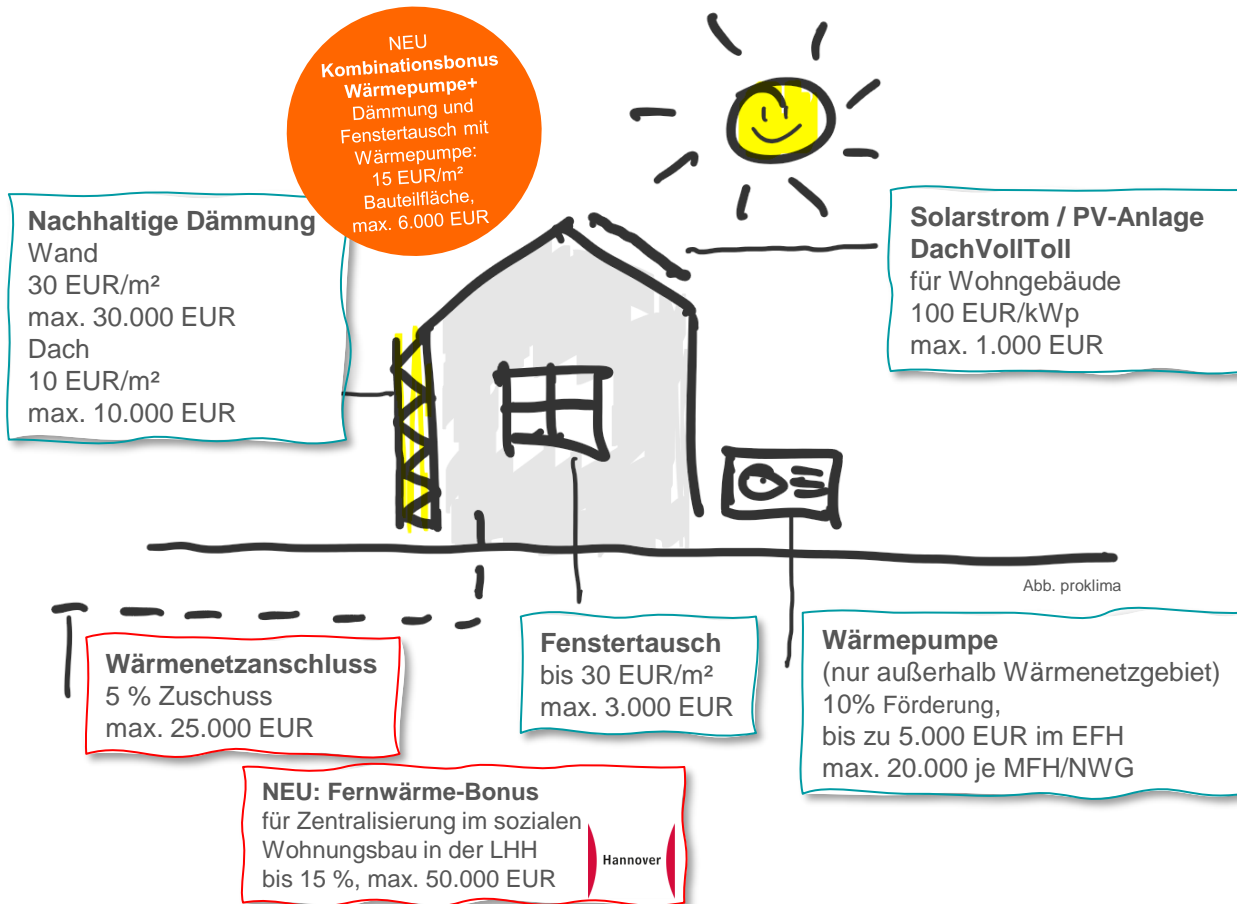 NEU
Kombinationsbonus
Wärmepumpe+
Dämmung und
Fenstertausch mit
Wärmepumpe:
15 EUR/m²
Bauteilfläche,
max. 6.000 EUR
Nachhaltige Dämmung
Wand
30 EUR/m²
max. 30.000 EUR
Dach
10 EUR/m²
max. 10.000 EUR
Solarstrom / PV-Anlage
DachVollToll
für Wohngebäude
100 EUR/kWp
max. 1.000 EUR
Abb. proklima
Wärmenetzanschluss
5 % Zuschuss
max. 25.000 EUR
Fenstertausch
bis 30 EUR/m²
max. 3.000 EUR
Wärmepumpe
(nur außerhalb Wärmenetzgebiet)
10% Förderung,
bis zu 5.000 EUR im EFH
max. 20.000 je MFH/NWG
NEU: Fernwärme-Bonus
für Zentralisierung im sozialen
Wohnungsbau in der LHH
bis 15 %, max. 50.000 EUR
Hannover